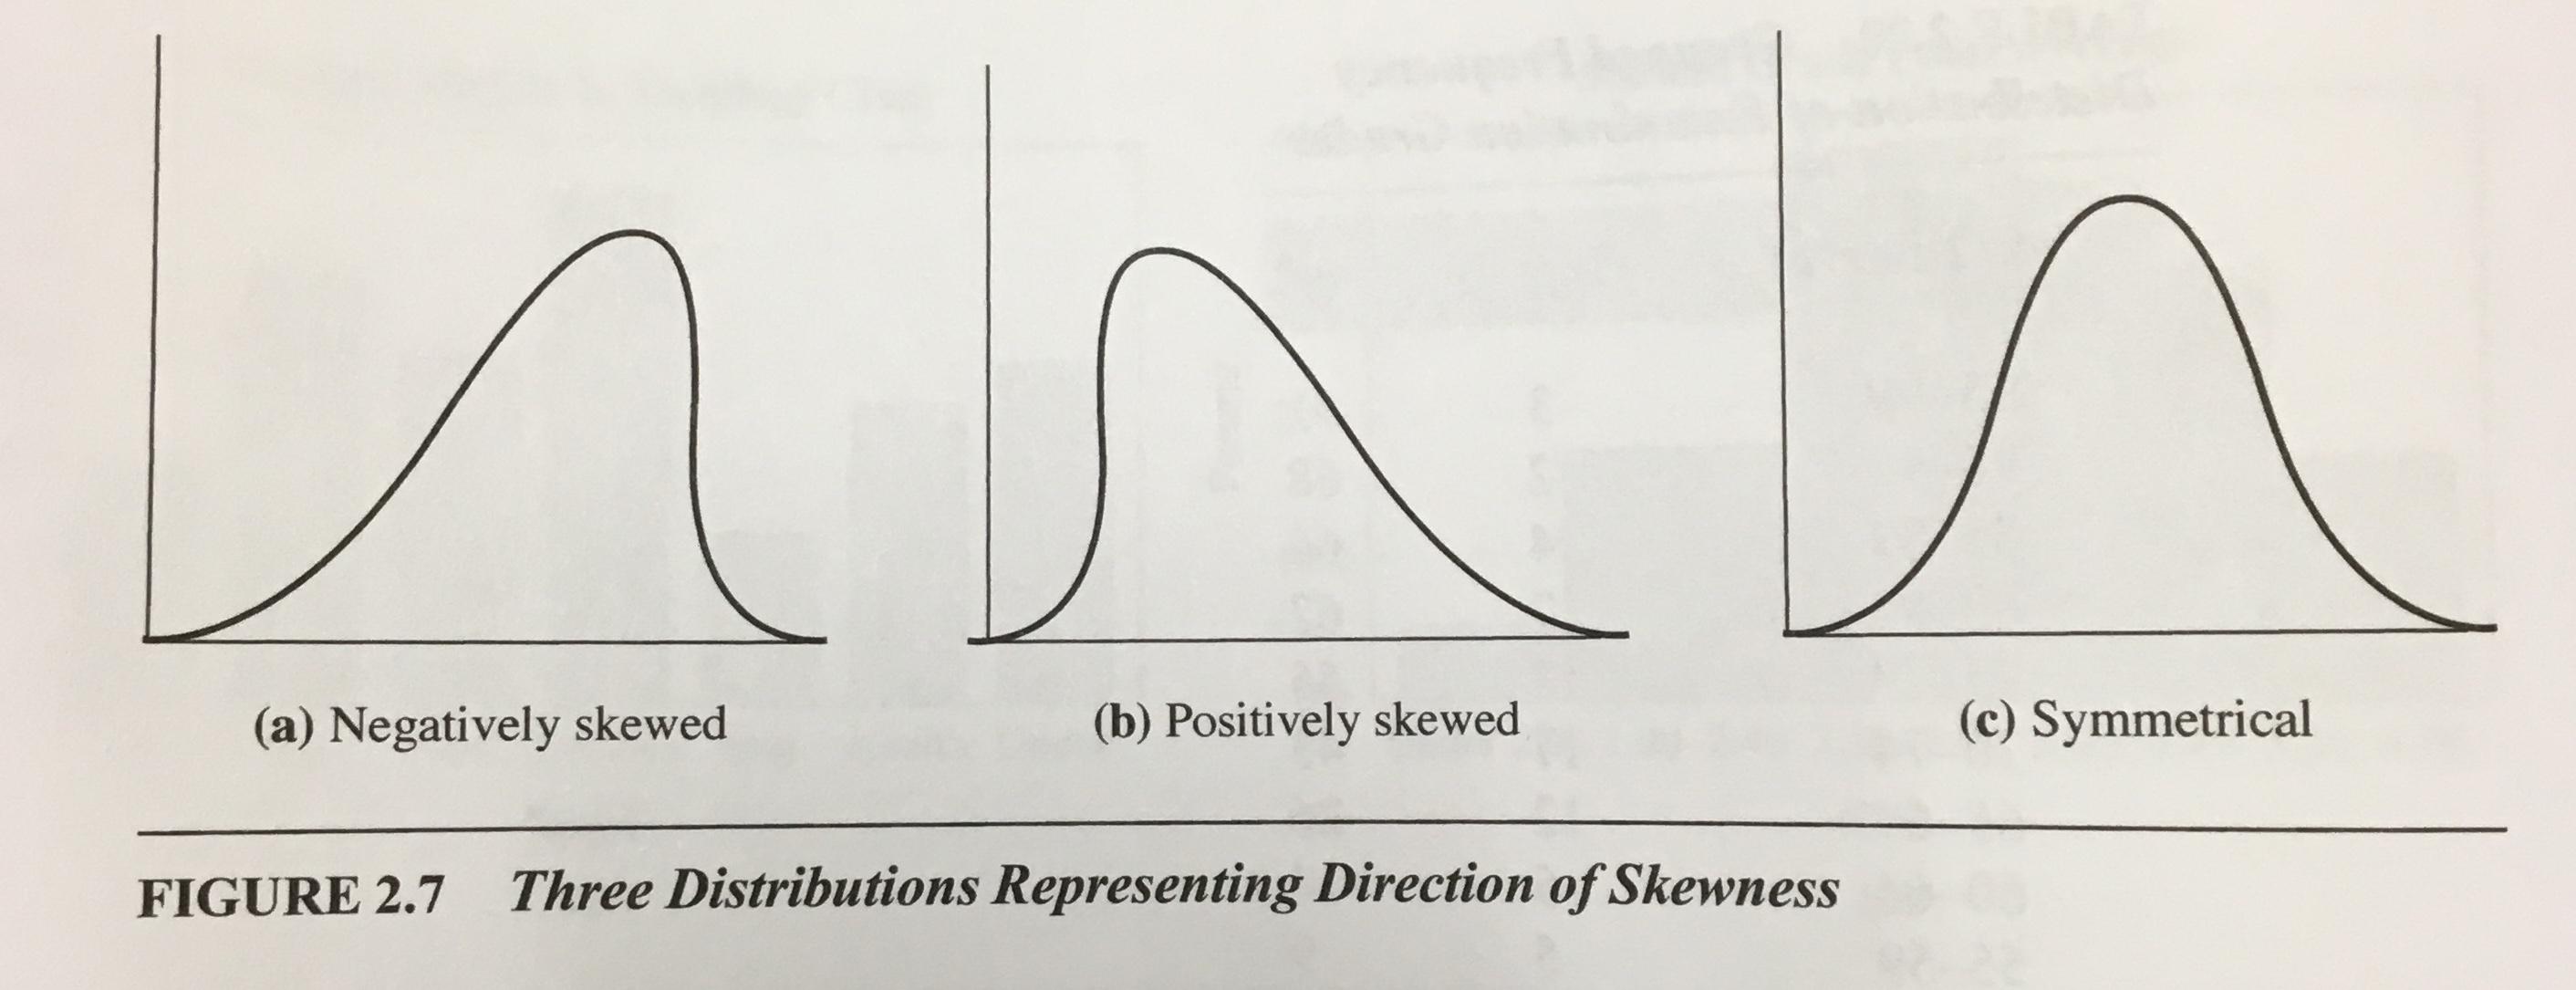 (a) Negatively skewed
(b) Positively skewed
(c) Symmetrical
FIGURE 2.7 Three Distributions Representing Direction of Skewness